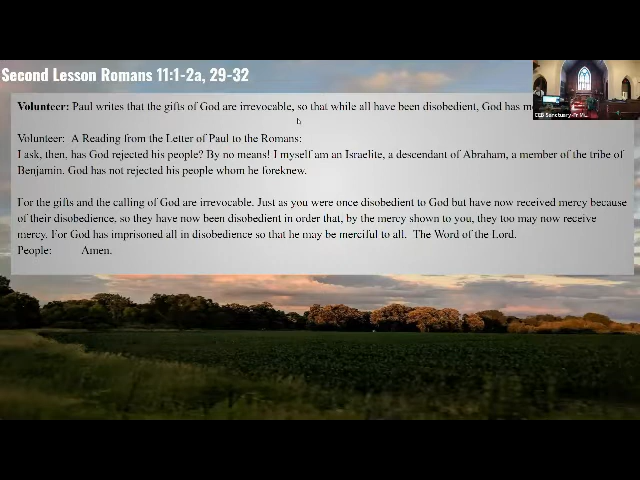 Second Lesson Romans 11:1-2a, 29-32
Volunteer: Paul writes that the gifts of God are irrevocable, so that while all have been disobedient, God has
Volunteer: A Reading from the Letter of Paul to the Romans:
I ask, then, has God rejected his people? By no means! I myself am an Israelite, a descendant of Abraham, a member of the tribe of
Benjamin. God has not rejected his people whom he foreknew.
For the gifts and the calling of God are irrevocable. Just as you were once disobedient to God but have now received mercy because
of their disobedience, so they have now been disobedient in order that, by the mercy shown to you, they too may now receive
mercy. For God has imprisoned all in disobedience so that he may be merciful to all. The Word of the Lord.
People: Amen.